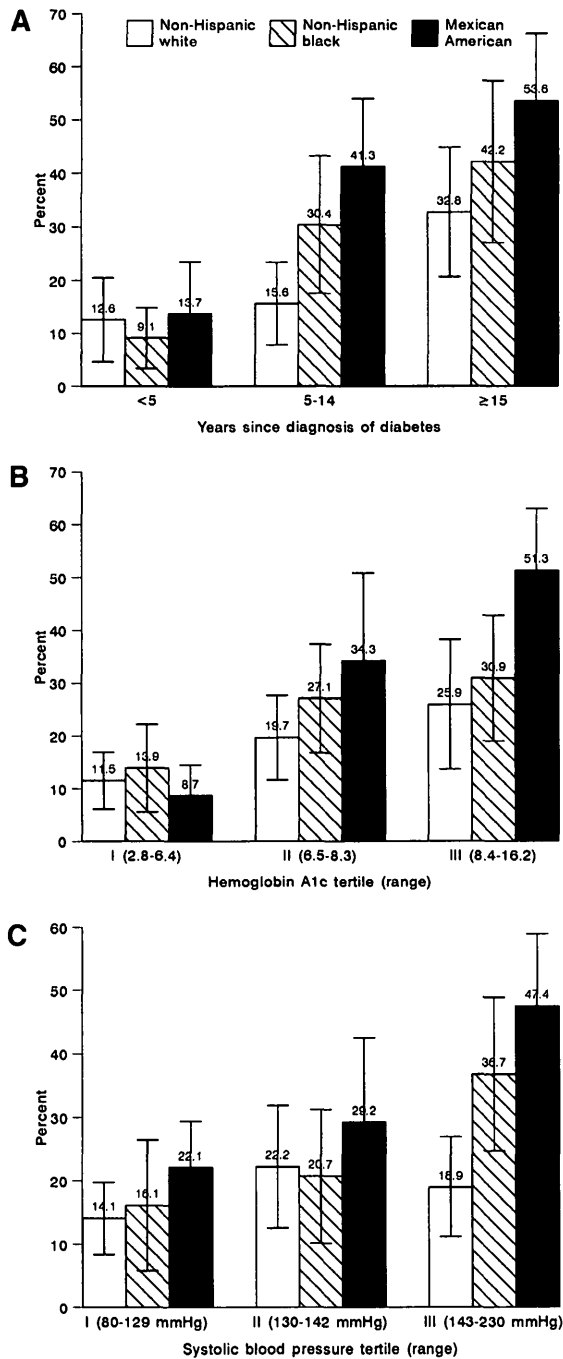 A
70
60
50
40
30
20
10
0
Percent
Non-Hispanic white
Non-Hispanic black
Mexican American
12.6
9.1
13.7
15.6
30.4
41.3
32.8
42.2
53.6
<5
5-14
≥15
Years since diagnosis of diabetes
B
70
60
50
40
30
20
10
0
Percent
11.5
13.9
8.7
19.7
27.1
34.3
25.9
30.9
51.3
I (2.8-6.4)
II (6.5-8.3)
III (8.4-16.2)
Hemoglobin A1c tertile (range)
C
60
50
40
30
20
10
0
Percent
14.1
16.1
22.1
22.2
20.7
29.2
18.9
36.7
47.4
I (80-129 mmHg)
II (130-142 mmHg)
III (143-230 mmHg)
Systolic blood pressure tertile (range)